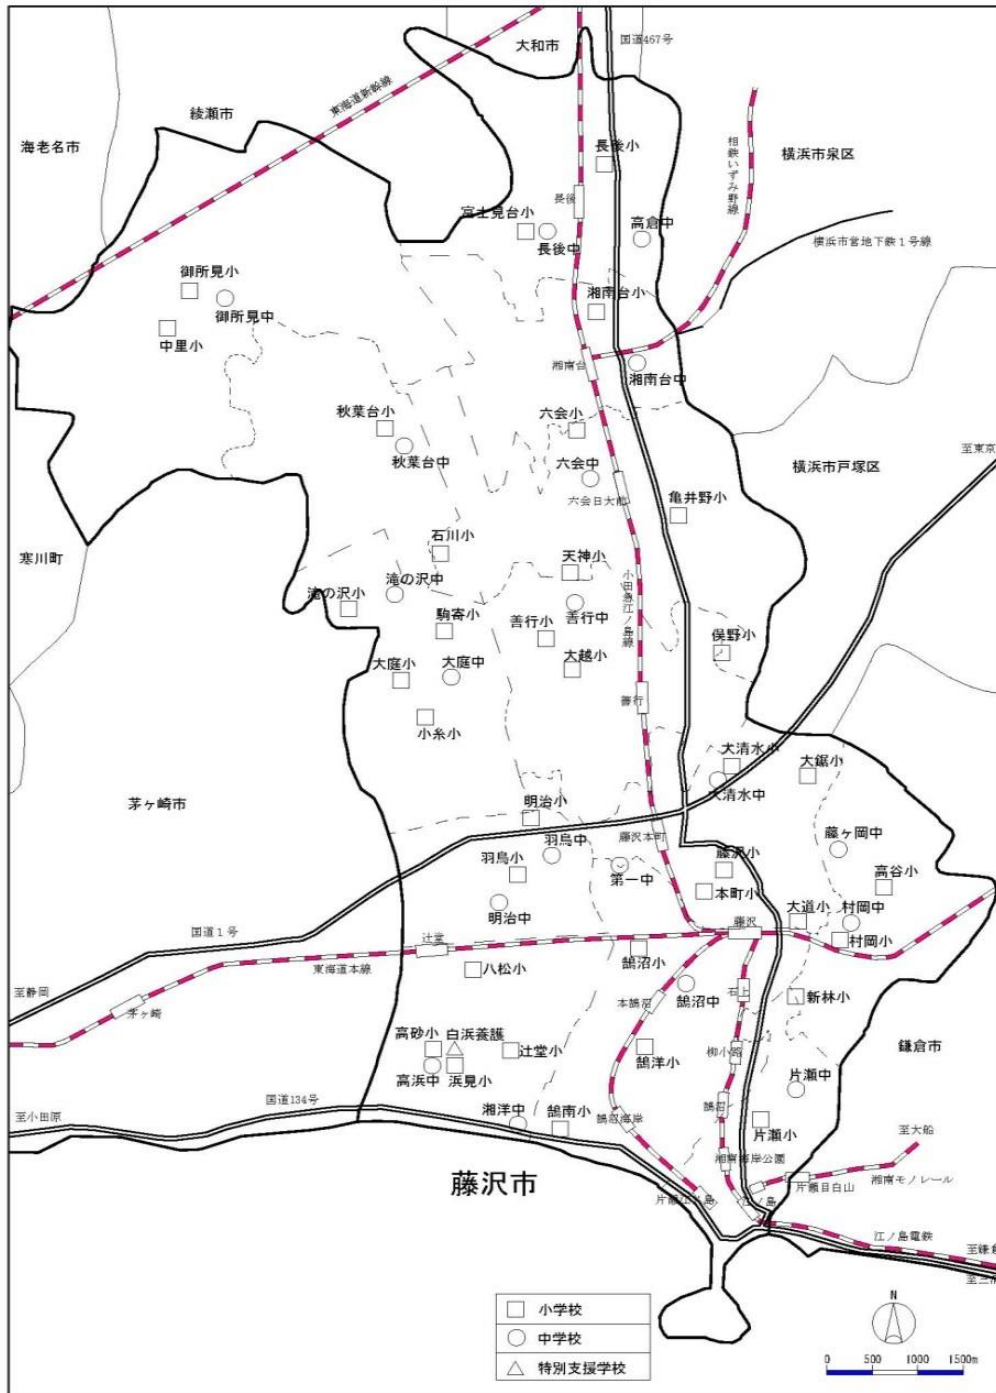 大和市
国道467号
東海道新幹線
綾瀬市
海老名市
長後小
相鉄いずみ野線
横浜市泉区
長後
富士見台小
長後中
高倉中
横浜市営地下鉄1号線
御所見小
御所見中
湘南台小
中里小
湘南台
湘南台中
秋葉台小
六会小
秋葉台中
六会中
横浜市戸塚区
至東京
六会日大前
亀井野小
寒川町
石川小
天神小
滝の沢中
滝の沢小
小田急江ノ島線
駒寄小
善行小
善行中
俣野小
大庭小
大庭中
大越小
善行
小糸小
大清水小
大鋸小
大清水中
茅ヶ崎市
明治小
羽鳥中
藤沢本町
藤ヶ岡中
羽鳥小
第一中
藤沢小
高谷小
本町小
明治中
大道小
村岡中
国道1号
辻堂
藤沢
村岡小
東海道本線
八松小
鵠沼小
至静岡
茅ヶ崎
本鵠沼
鵠沼中
石上
新林小
高砂小
白浜養護
辻堂小
鵠洋小
柳小路
鎌倉市
高浜中
浜見小
片瀬中
国道134号
至小田原
湘洋中
鵠南小
鵠沼海岸
鵠沼
片瀬小
至大船
湘南海岸公園
藤沢市
片瀬江ノ島
江ノ島
片瀬目白山
湘南モノレール
江ノ島電鉄
至鎌倉
小学校
中学校
特別支援学校
N
0 500 1000 1500m